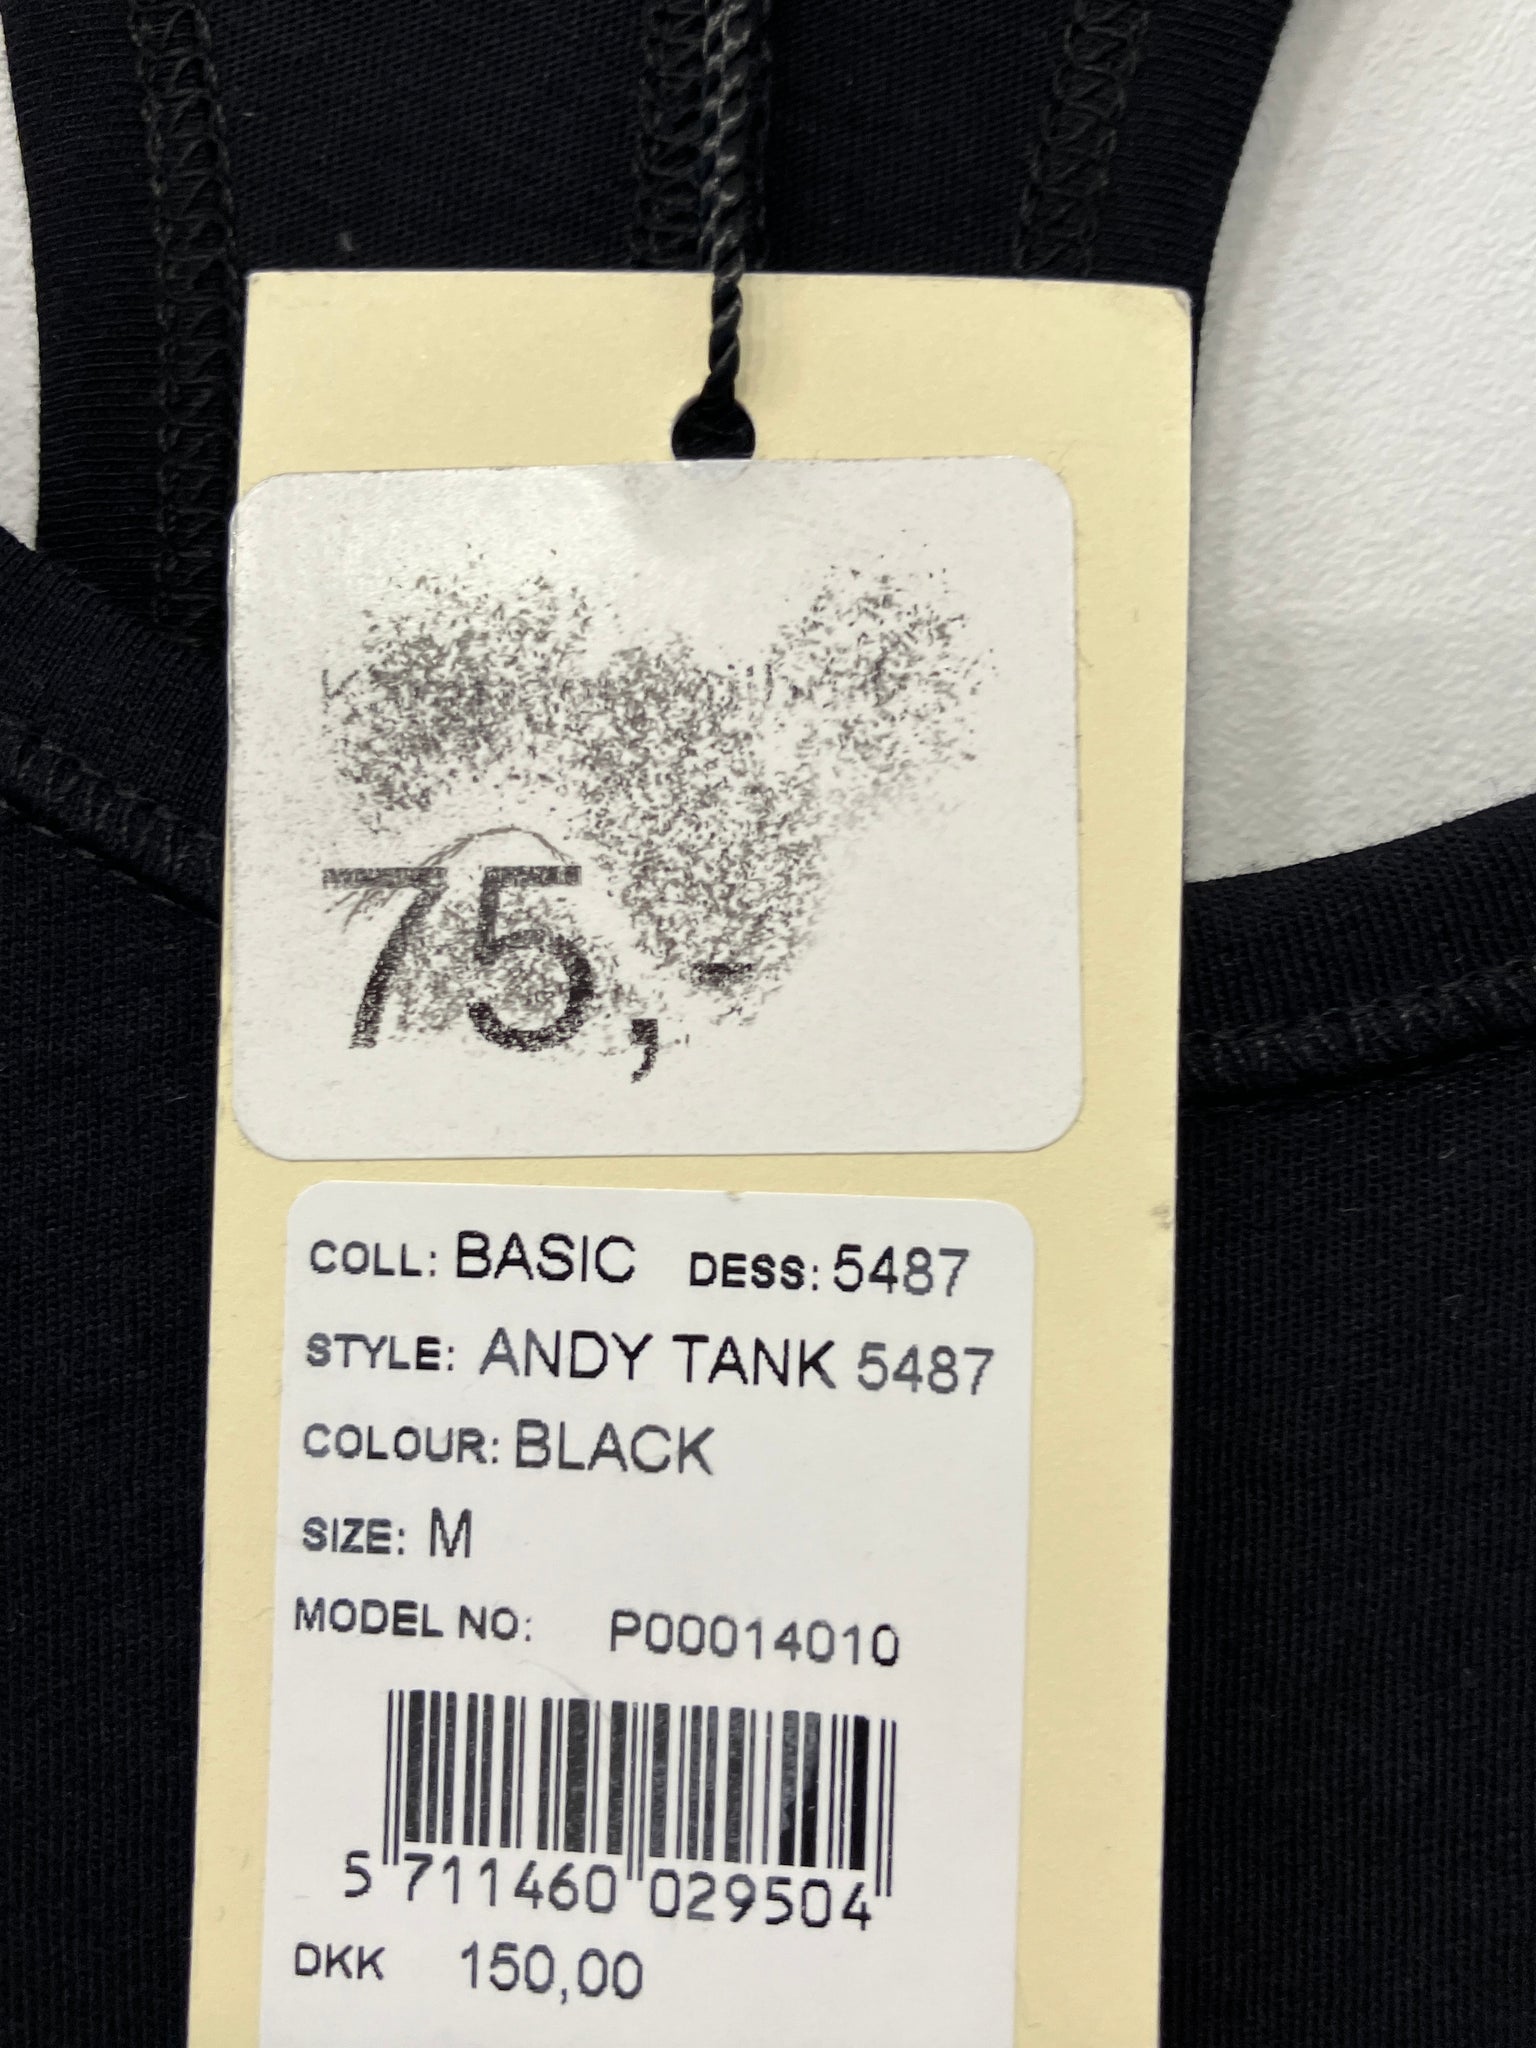 75,-
COLL: BASIC DESS: 5487
STYLE: ANDY TANK 5487
COLOUR: BLACK
SIZE: M
MODEL NO: P00014010
5 711460 029504
DKK 150,00